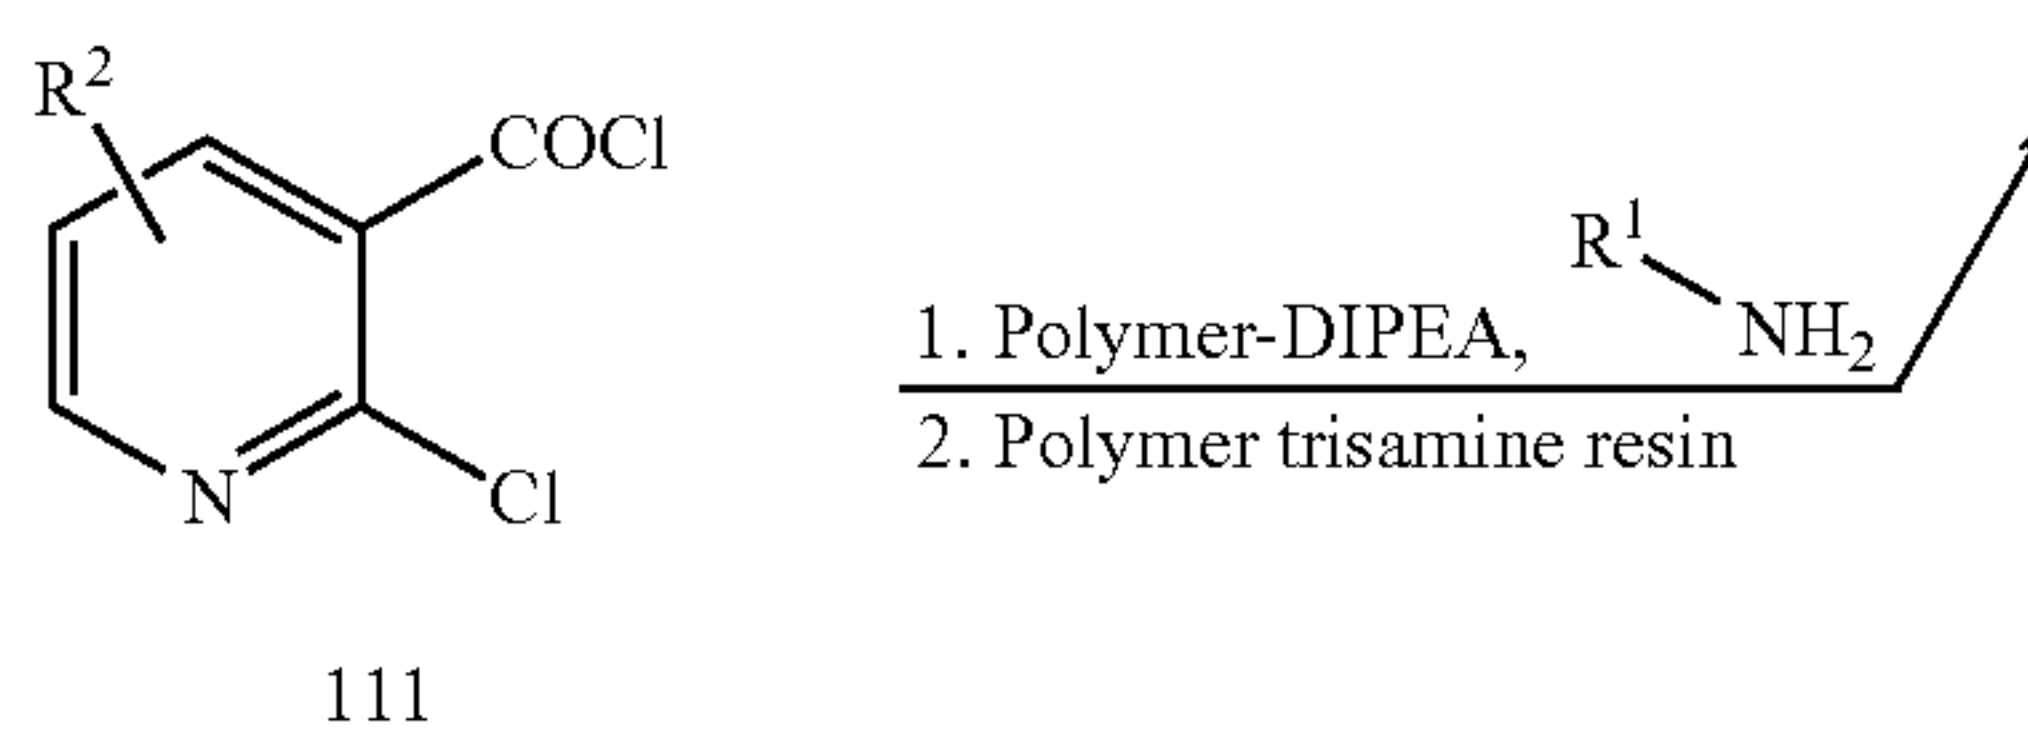 R²
COCl
N
Cl
111
R¹
NH₂
1. Polymer-DIPEA,
2. Polymer trisamine resin